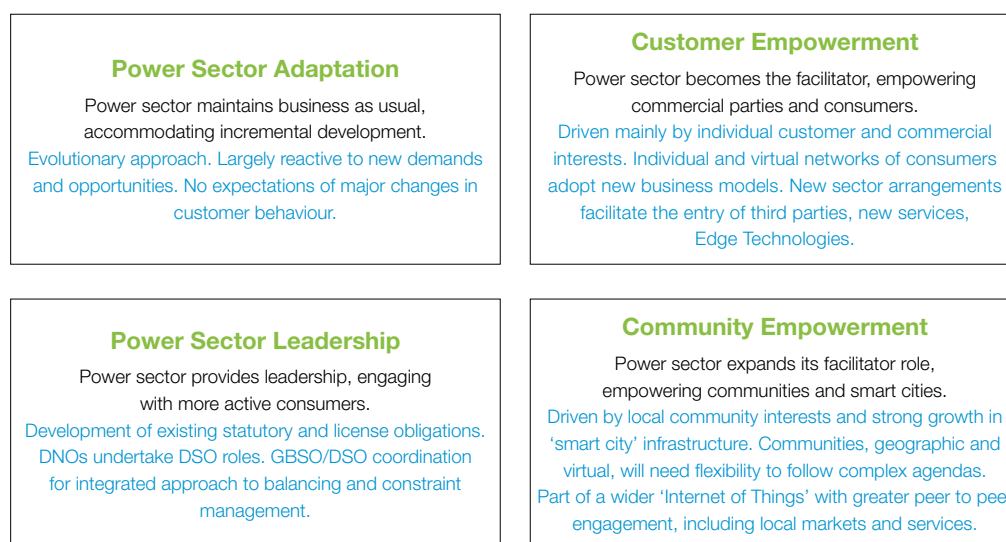 Power Sector Adaptation
Power sector maintains business as usual,
accommodating incremental development.
Evolutionary approach. Largely reactive to new demands
and opportunities. No expectations of major changes in
customer behaviour.
Customer Empowerment
Power sector becomes the facilitator, empowering
commercial parties and consumers.
Driven mainly by individual customer and commercial
interests. Individual and virtual networks of consumers
adopt new business models. New sector arrangements
facilitate the entry of third parties, new services,
Edge Technologies.
Power Sector Leadership
Power sector provides leadership, engaging
with more active consumers.
Development of existing statutory and license obligations.
DNOs undertake DSO roles. GBSO/DSO coordination
for integrated approach to balancing and constraint
management.
Community Empowerment
Power sector expands its facilitator role,
empowering communities and smart cities.
Driven by local community interests and strong growth in
‘smart city’ infrastructure. Communities, geographic and
virtual, will need flexibility to follow complex agendas.
Part of a wider ‘Internet of Things’ with greater peer to pee
engagement, including local markets and services.